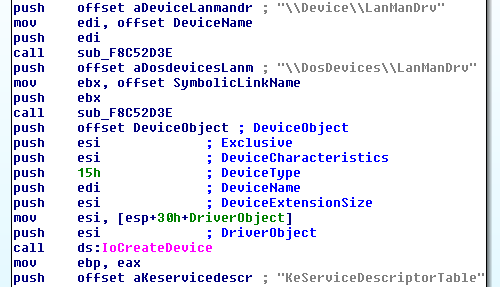 push offset aDeviceLanmandr ; "\\Device\\LanManDrv"
mov edi, offset DeviceName
push edi
call sub_F8C52D3E
push offset aDosdevicesLanm ; "\\DosDevices\\LanManDrv"
mov ebx, offset SymbolicLinkName
push ebx
call sub_F8C52D3E
push offset DeviceObject ; DeviceObject
push esi ; Exclusive
push esi ; DeviceCharacteristics
push 15h ; DeviceType
push edi ; DeviceName
push esi ; DeviceExtensionSize
mov esi, [esp+30h+DriverObject]
push esi ; DriverObject
call ds:IoCreateDevice
mov ebp, eax
push offset aKeservicedescr ; "KeServiceDescriptorTable"